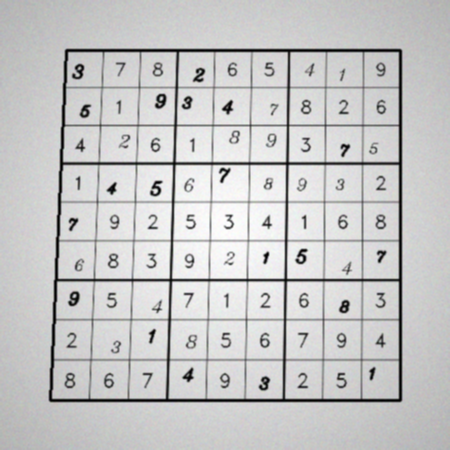 3 7 8 2 6 5 4 1 9
5 1 9 3 4 7 8 2 6
4 2 6 1 8 9 3 7 5
1 4 5 6 7 8 9 3 2
7 9 2 5 3 4 1 6 8
6 8 3 9 2 1 5 4 7
9 5 4 7 1 2 6 8 3
2 3 1 8 5 6 7 9 4
8 6 7 4 9 3 2 5 1